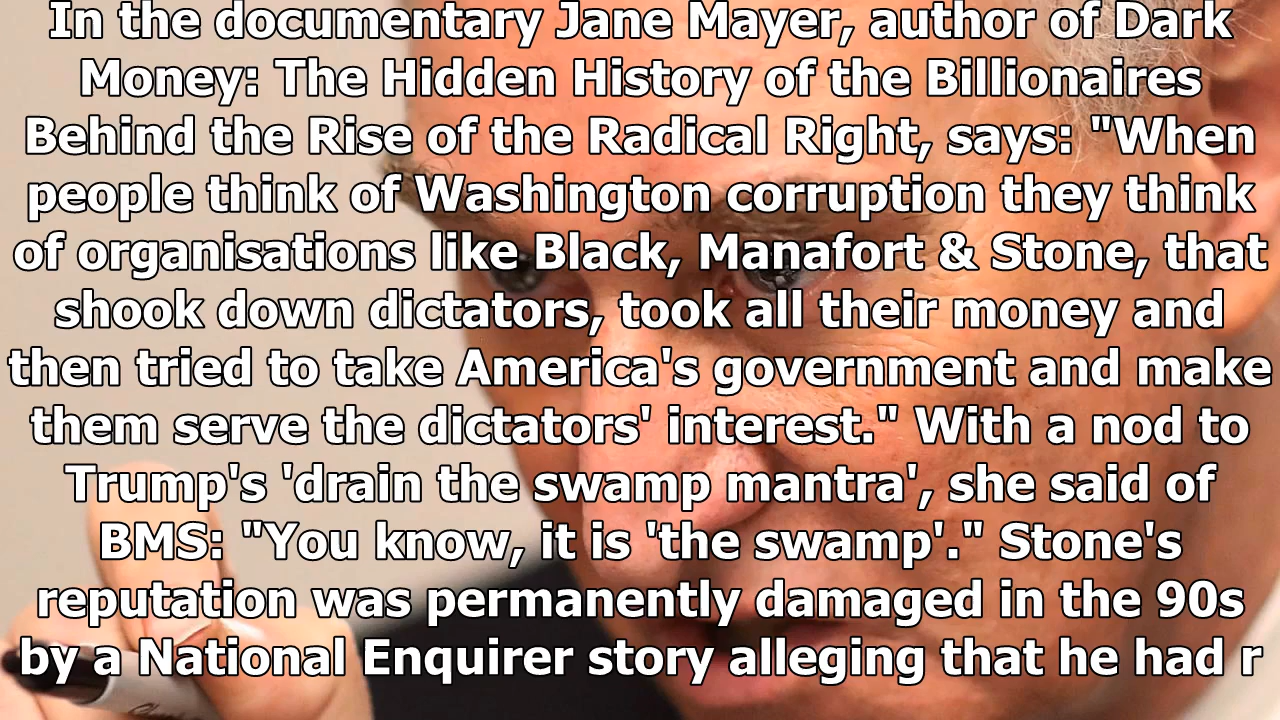 In the documentary Jane Mayer, author of Dark
Money: The Hidden History of the Billionaires
Behind the Rise of the Radical Right, says: "When
people think of Washington corruption they think
of organisations like Black, Manafort & Stone, that
shook down dictators, took all their money and
then tried to take America's government and make
them serve the dictators' interest." With a nod to
Trump's 'drain the swamp mantra', she said of
BMS: "You know, it is 'the swamp'." Stone's
reputation was permanently damaged in the 90s
by a National Enquirer story alleging that he had r